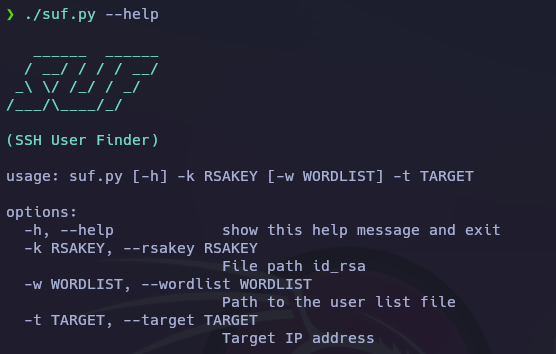 ❯ ./suf.py --help
   ______  ______
  / __/ / / / __/
 _\ \/ /_/ / _/
/___/\____/_/
(SSH User Finder)
usage: suf.py [-h] -k RSAKEY [-w WORDLIST] -t TARGET
options:
  -h, --help            show this help message and exit
  -k RSAKEY, --rsakey RSAKEY
                        File path id_rsa
  -w WORDLIST, --wordlist WORDLIST
                        Path to the user list file
  -t TARGET, --target TARGET
                        Target IP address